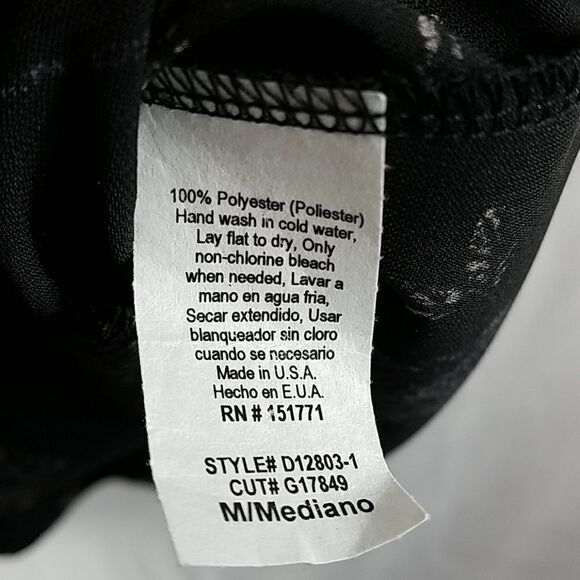 100% Polyester (Poliester)
Hand wash in cold water,
Lay flat to dry, Only
non-chlorine bleach
when needed, Lavar a
mano en agua fria,
Secar extendido, Usar
blanqueador sin cloro
cuando se necesario
Made in U.S.A.
Hecho en E.U.A.
RN # 151771
STYLE# D12803-1
CUT# G17849
M/Mediano